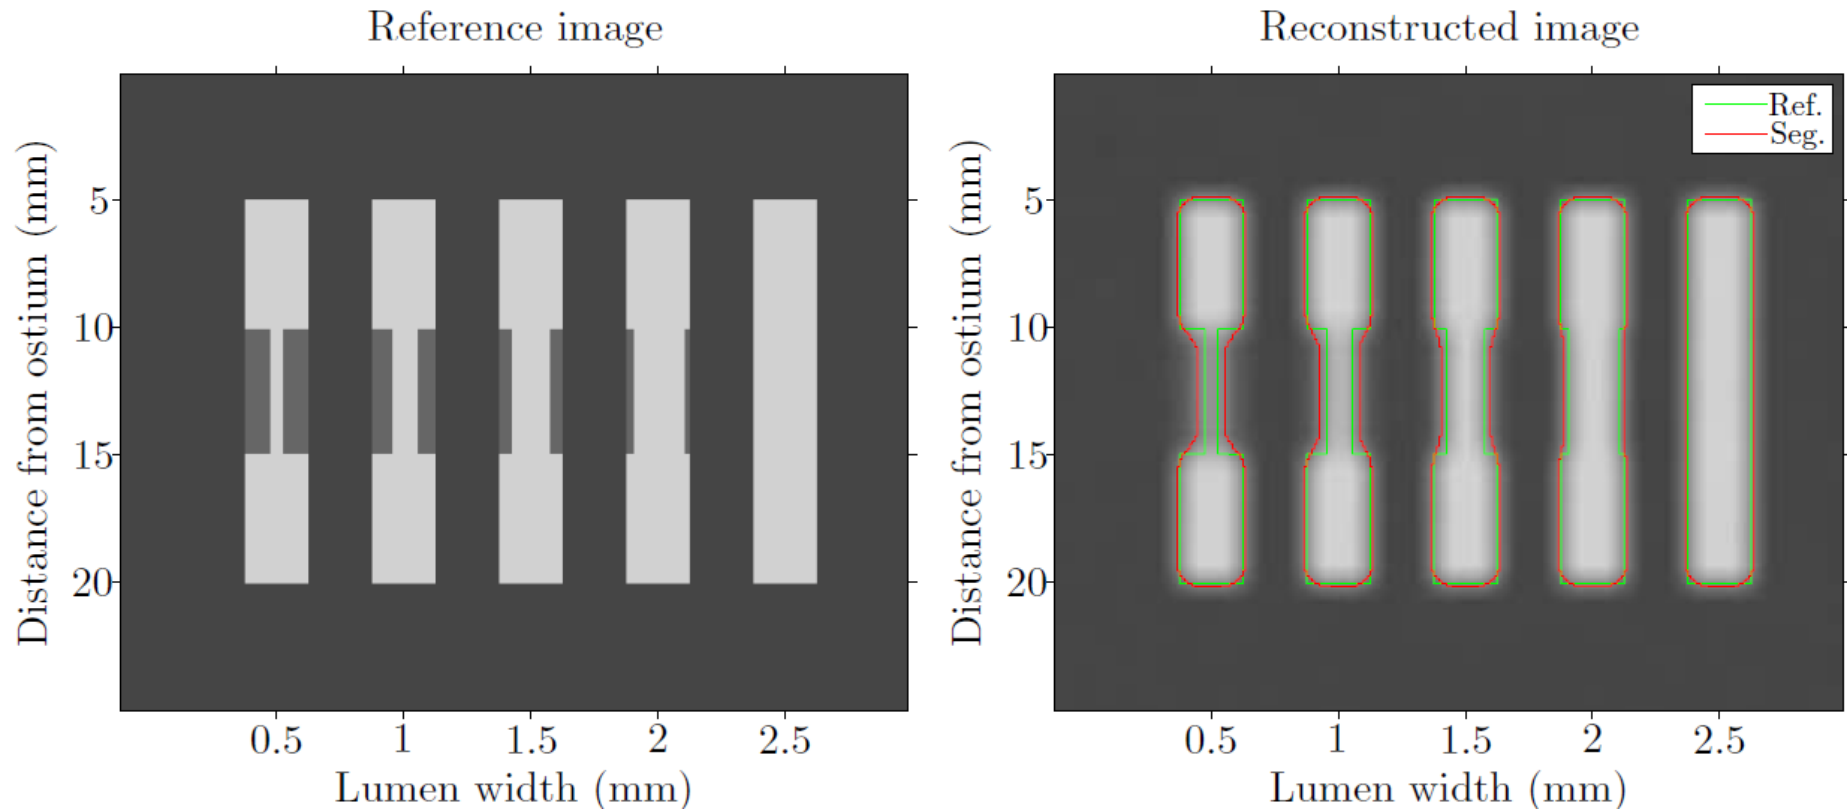 Reference image
Distance from ostium (mm)
5
10
15
20
0.5 1 1.5 2 2.5
Lumen width (mm)
Reconstructed image
Ref.
Seg.
Distance from ostium (mm)
5
10
15
20
0.5 1 1.5 2 2.5
Lumen width (mm)